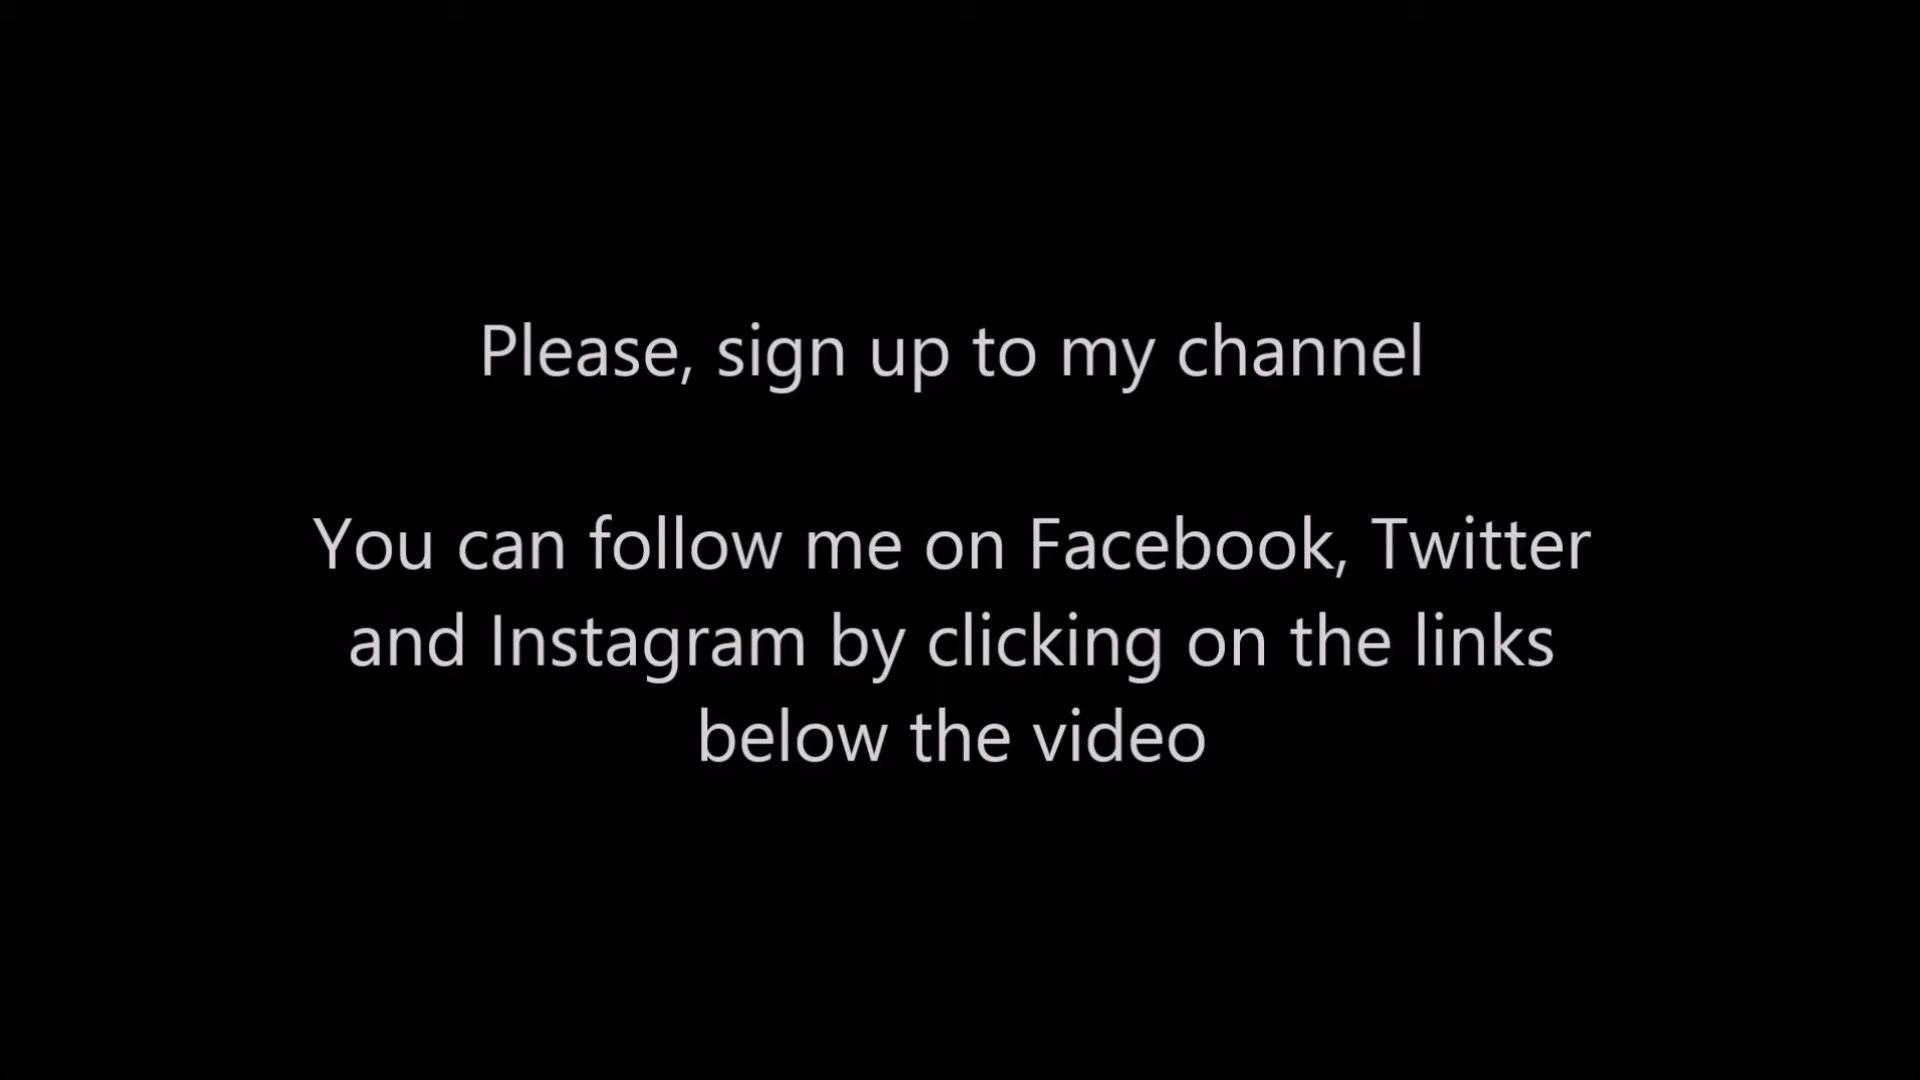 Please, sign up to my channel
You can follow me on Facebook, Twitter
and Instagram by clicking on the links
below the video